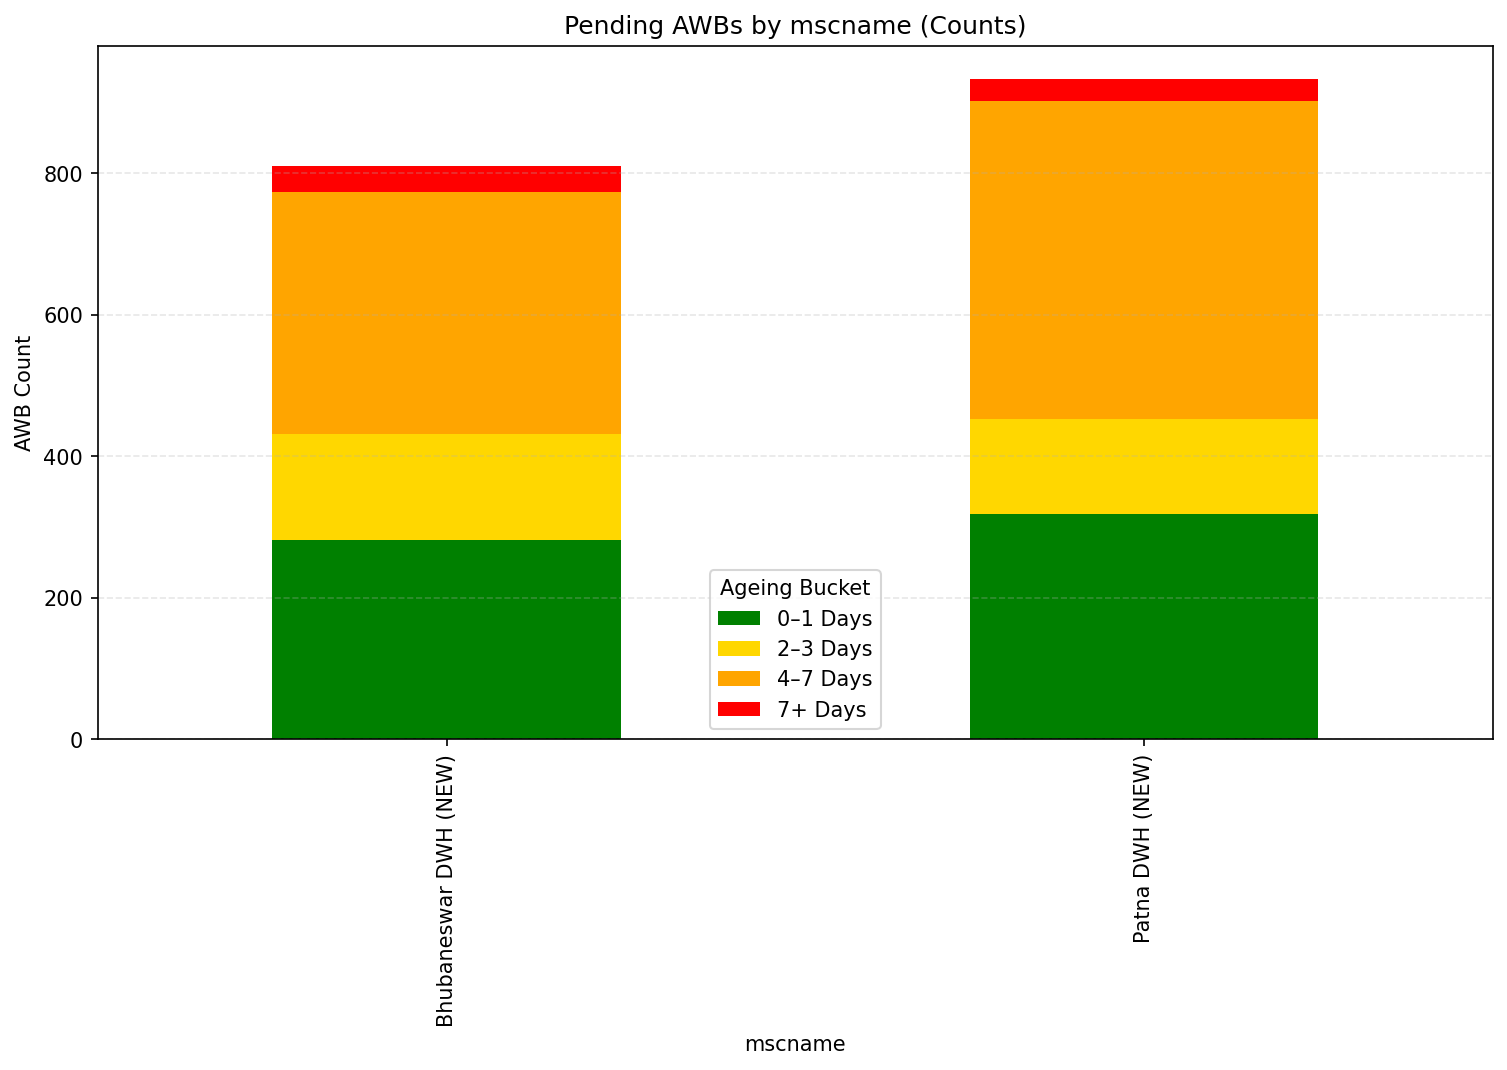 Pending AWBs by mscname (Counts)
AWB Count
800
600
400
200
0
Ageing Bucket
0–1 Days
2–3 Days
4–7 Days
7+ Days
Bhubaneswar DWH (NEW)
Patna DWH (NEW)
mscname